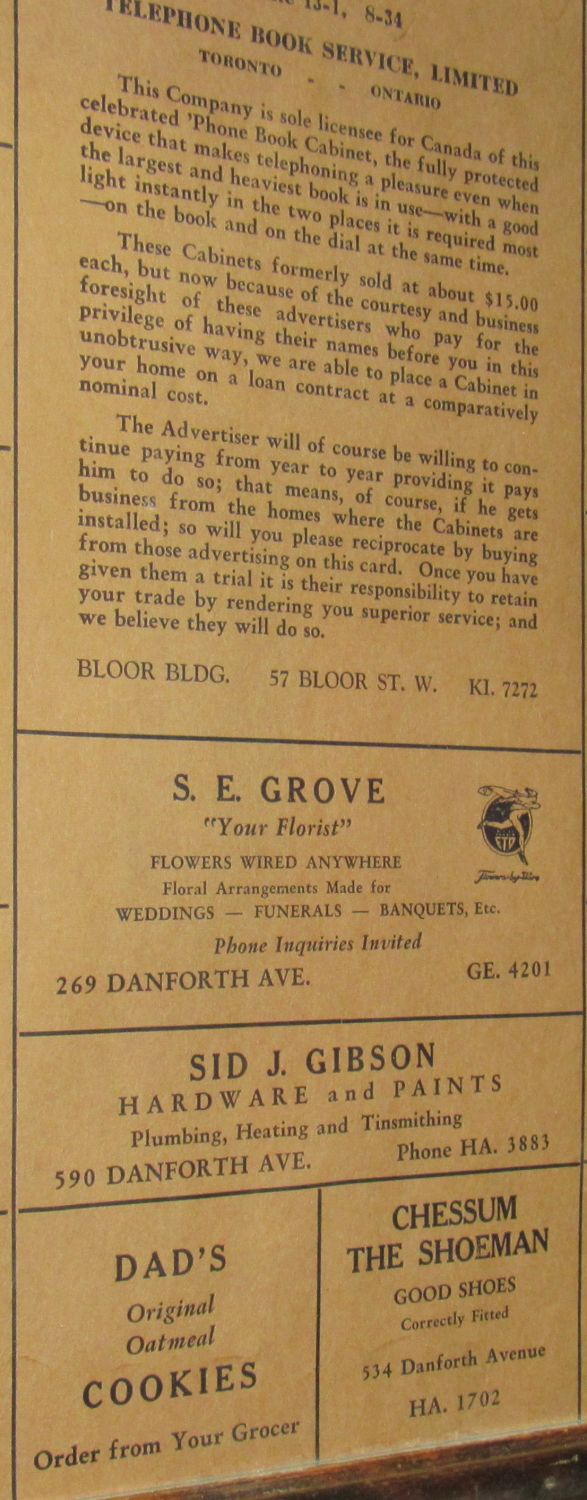 13-1, 8-34
TELEPHONE BOOK SERVICE, LIMITED
TORONTO - - ONTARIO
This Company is sole licensee for Canada of this
celebrated 'Phone Book Cabinet, the fully protected
device that makes telephoning a pleasure even when
the largest and heaviest book is in use—with a good
light instantly in the two places it is required most
—on the book and on the dial at the same time.
These Cabinets formerly sold at about $15.00
each, but now because of the courtesy and business
foresight of these advertisers who pay for the
privilege of having their names before you in this
unobtrusive way, we are able to place a Cabinet in
your home on a loan contract at a comparatively
nominal cost.
The Advertiser will of course be willing to con-
tinue paying from year to year providing it pays
him to do so; that means, of course, if he gets
business from the homes where the Cabinets are
installed; so will you please reciprocate by buying
from those advertising on this card. Once you have
given them a trial it is their responsibility to retain
your trade by rendering you superior service; and
we believe they will do so.
BLOOR BLDG. 57 BLOOR ST. W. KI. 7272
S. E. GROVE
"Your Florist"
FLOWERS WIRED ANYWHERE
Floral Arrangements Made for
WEDDINGS — FUNERALS — BANQUETS, Etc.
Phone Inquiries Invited
269 DANFORTH AVE. GE. 4201
FTD
Flowers-by-Wire
SID J. GIBSON
HARDWARE and PAINTS
Plumbing, Heating and Tinsmithing
590 DANFORTH AVE. Phone HA. 3883
DAD'S
Original
Oatmeal
COOKIES
Order from Your Grocer
CHESSUM
THE SHOEMAN
GOOD SHOES
Correctly Fitted
534 Danforth Avenue
HA. 1702